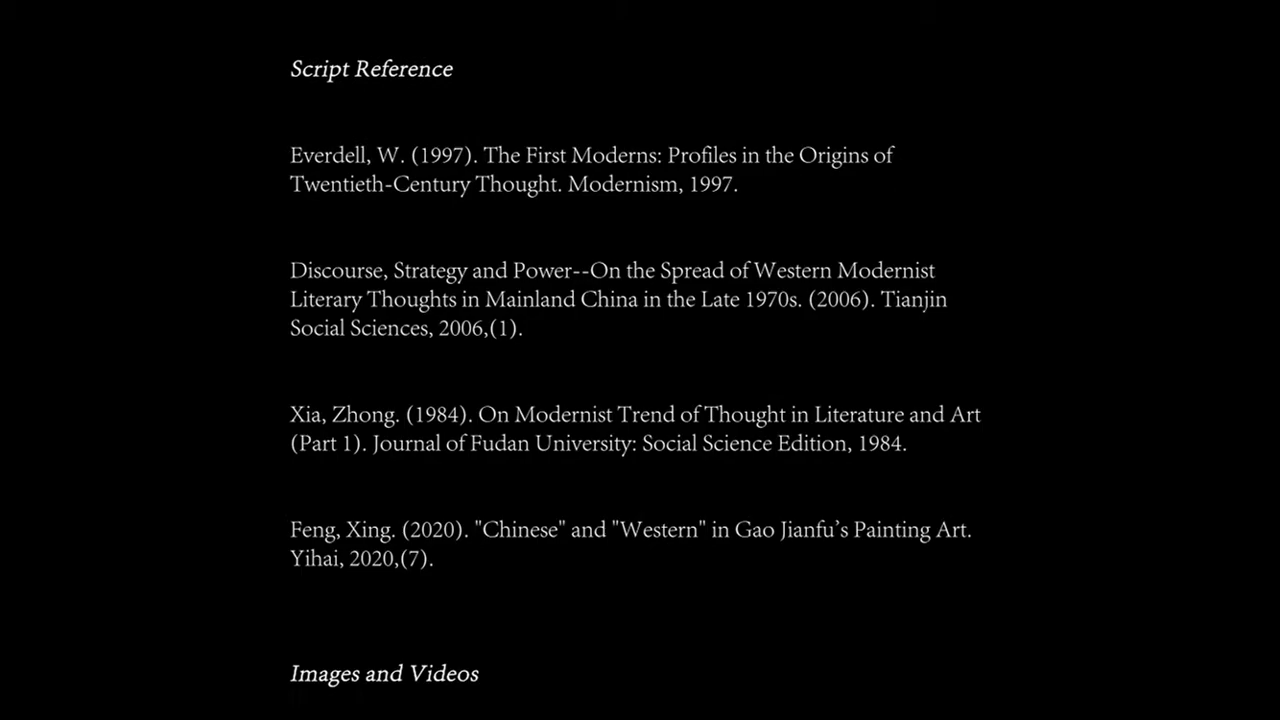 Script Reference
Everdell, W. (1997). The First Moderns: Profiles in the Origins of
Twentieth-Century Thought. Modernism, 1997.
Discourse, Strategy and Power--On the Spread of Western Modernist
Literary Thoughts in Mainland China in the Late 1970s. (2006). Tianjin
Social Sciences, 2006,(1).
Xia, Zhong. (1984). On Modernist Trend of Thought in Literature and Art
(Part 1). Journal of Fudan University: Social Science Edition, 1984.
Feng, Xing. (2020). "Chinese" and "Western" in Gao Jianfu’s Painting Art.
Yihai, 2020,(7).
Images and Videos